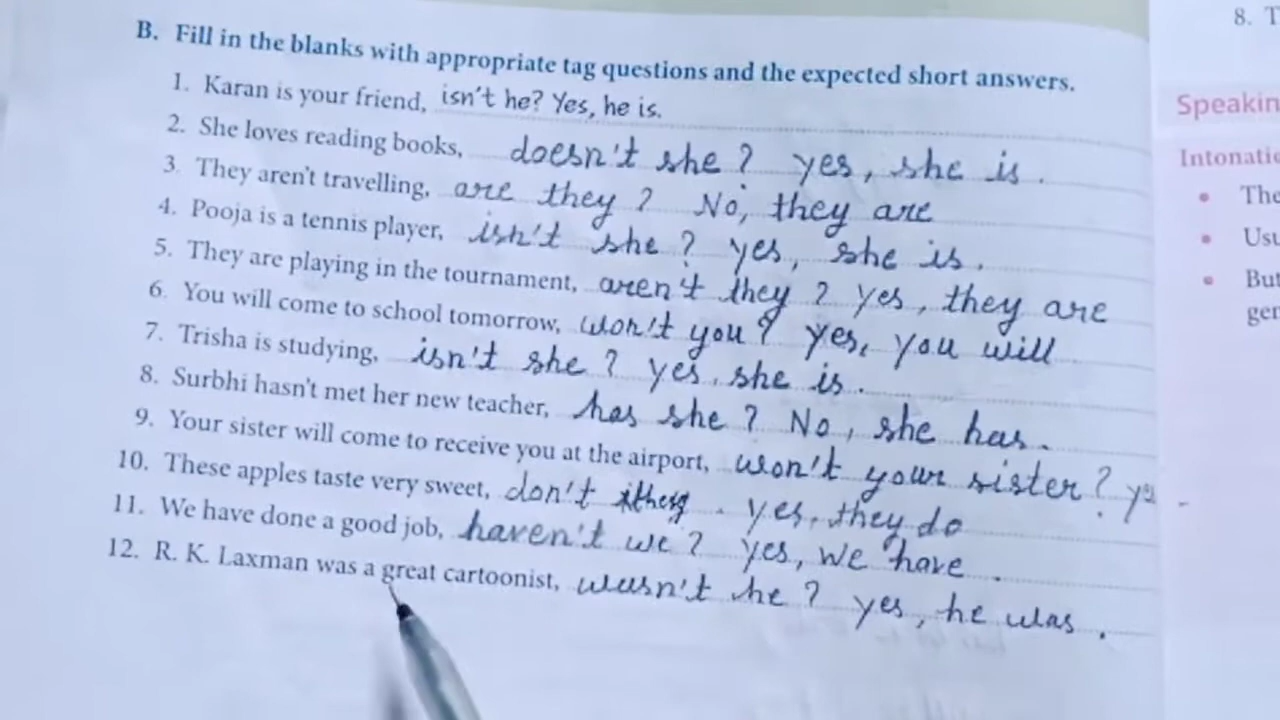 8. T
B. Fill in the blanks with appropriate tag questions and the expected short answers.
1. Karan is your friend, isn't he? Yes, he is.
2. She loves reading books, doesn't she? yes, she is.
3. They aren't travelling, are they? No, they are
4. Pooja is a tennis player, isn't she? yes, she is.
5. They are playing in the tournament, aren't they? yes, they are
6. You will come to school tomorrow, won't you? yes, you will
7. Trisha is studying, isn't she? yes, she is.
8. Surbhi hasn't met her new teacher, has she? No, she has.
9. Your sister will come to receive you at the airport, won't your sister?
10. These apples taste very sweet, don't they. yes, they do
11. We have done a good job, haven't we? yes, we have.
12. R. K. Laxman was a great cartoonist, wasn't he? yes, he was.
Speakin
Intonatio
• The
• Usu
• But
ger